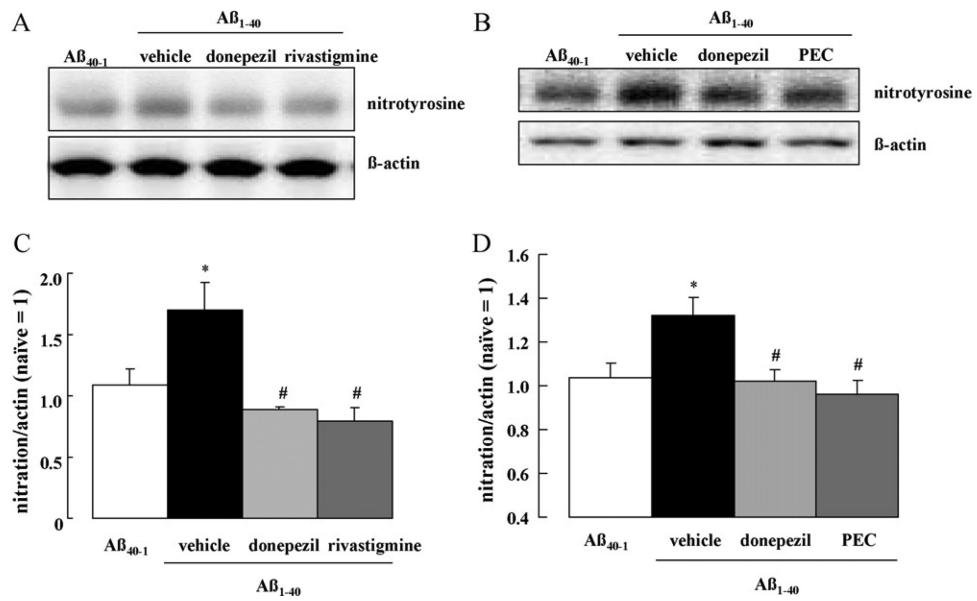 A
Aß1-40
Aß40-1 vehicle donepezil rivastigmine
nitrotyrosine
ß-actin
B
Aß1-40
Aß40-1 vehicle donepezil PEC
nitrotyrosine
ß-actin
C
nitration/actin (naïve = 1)
2.0
1.5
1.0
0.5
0
*
#
#
Aß40-1 vehicle donepezil rivastigmine
Aß1-40
D
nitration/actin (naïve = 1)
1.6
1.4
1.2
1.0
0.8
0.6
0.4
*
#
#
Aß40-1 vehicle donepezil PEC
Aß1-40